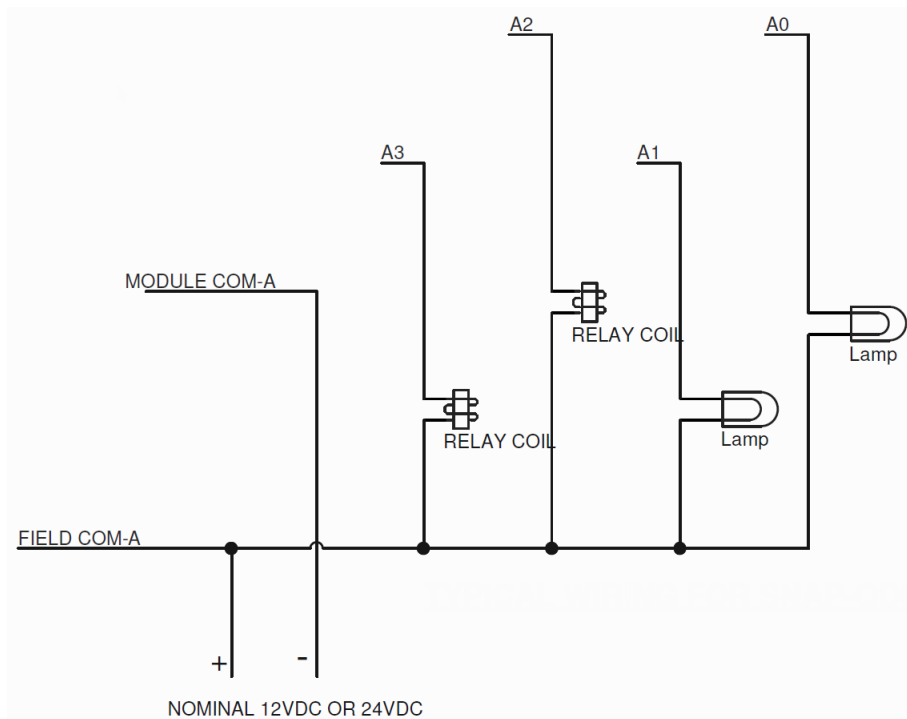 A2
A0
A3
A1
MODULE COM-A
RELAY COIL
Lamp
RELAY COIL
Lamp
FIELD COM-A
+
-
NOMINAL 12VDC OR 24VDC